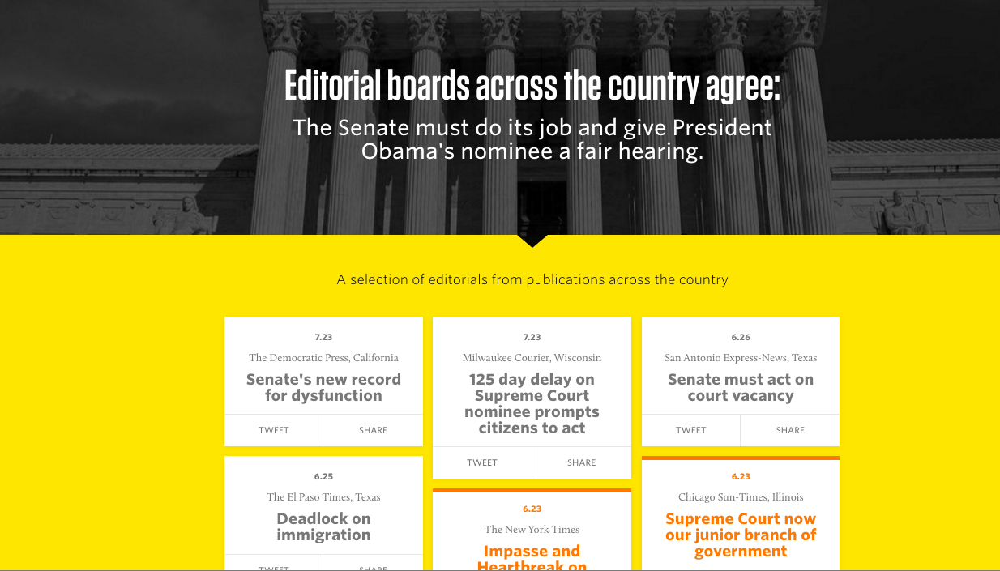 Editorial boards across the country agree:
The Senate must do its job and give President
Obama's nominee a fair hearing.
A selection of editorials from publications across the country
7.23
The Democratic Press, California
Senate's new record
for dysfunction
TWEET SHARE
7.23
Milwaukee Courier, Wisconsin
125 day delay on
Supreme Court
nominee prompts
citizens to act
TWEET SHARE
6.26
San Antonio Express-News, Texas
Senate must act on
court vacancy
TWEET SHARE
6.25
The El Paso Times, Texas
Deadlock on
immigration
TWEET SHARE
6.23
The New York Times
Impasse and
Heartbreak on
6.23
Chicago Sun-Times, Illinois
Supreme Court now
our junior branch of
government